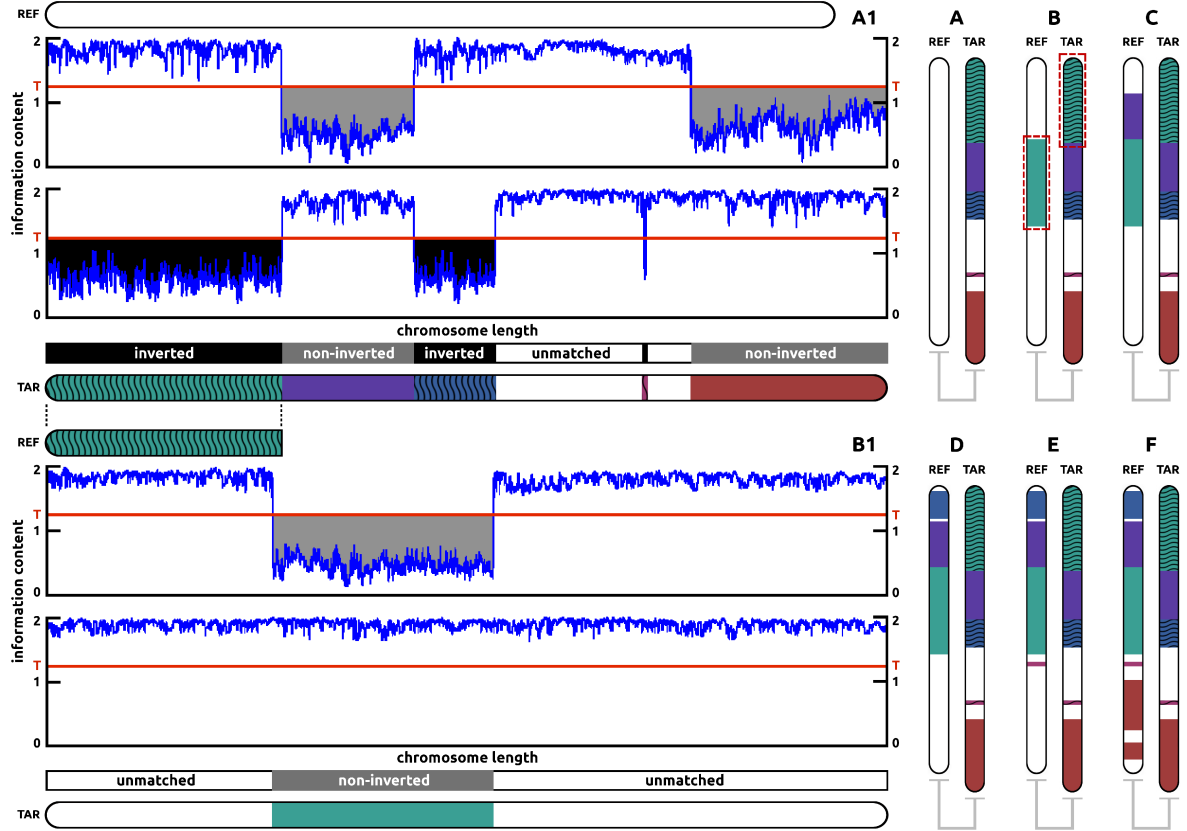 REF
A1
2
2
T
T
1
1
0
0
information content
2
2
T
T
1
1
0
0
chromosome length
inverted
non-inverted
inverted
unmatched
non-inverted
TAR
REF
B1
2
2
T
T
1
1
0
0
information content
2
2
T
T
1
1
0
0
chromosome length
unmatched
non-inverted
unmatched
TAR
A
B
C
REF TAR
REF TAR
REF TAR
D
E
F
REF TAR
REF TAR
REF TAR